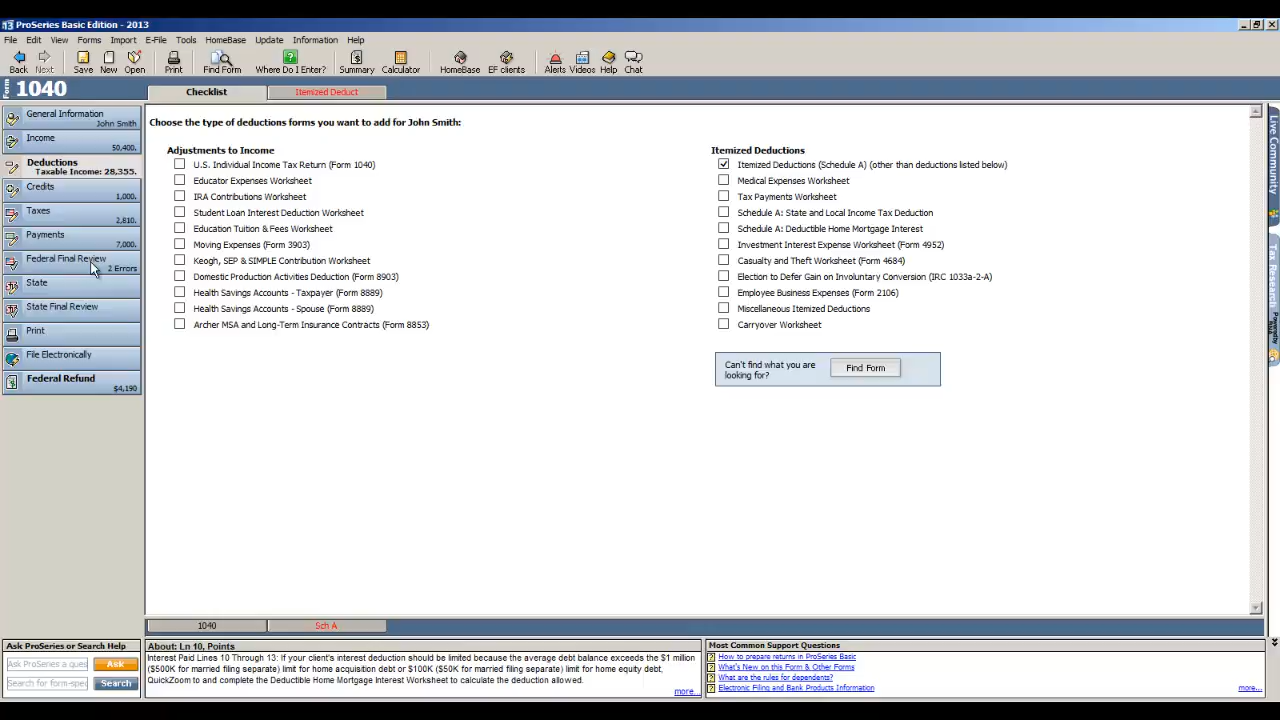 13 ProSeries Basic Edition - 2013
File Edit View Forms Import E-File Tools HomeBase Update Information Help
Back Next Save New Open Print Find Form Where Do I Enter? Summary Calculator HomeBase EF clients Alerts Videos Help Chat
Form 1040
Checklist Itemized Deduct
General Information
John Smith
Income
50,400.
Deductions
Taxable Income: 28,355.
Credits
1,000.
Taxes
2,810.
Payments
7,000.
Federal Final Review
2 Errors
State
State Final Review
Print
File Electronically
Federal Refund
$4,190
Choose the type of deductions forms you want to add for John Smith:
Adjustments to Income
U.S. Individual Income Tax Return (Form 1040)
Educator Expenses Worksheet
IRA Contributions Worksheet
Student Loan Interest Deduction Worksheet
Education Tuition & Fees Worksheet
Moving Expenses (Form 3903)
Keogh, SEP & SIMPLE Contribution Worksheet
Domestic Production Activities Deduction (Form 8903)
Health Savings Accounts - Taxpayer (Form 8889)
Health Savings Accounts - Spouse (Form 8889)
Archer MSA and Long-Term Insurance Contracts (Form 8853)
Itemized Deductions
Itemized Deductions (Schedule A) (other than deductions listed below)
Medical Expenses Worksheet
Tax Payments Worksheet
Schedule A: State and Local Income Tax Deduction
Schedule A: Deductible Home Mortgage Interest
Investment Interest Expense Worksheet (Form 4952)
Casualty and Theft Worksheet (Form 4684)
Election to Defer Gain on Involuntary Conversion (IRC 1033a-2-A)
Employee Business Expenses (Form 2106)
Miscellaneous Itemized Deductions
Carryover Worksheet
Can't find what you are
looking for?
Find Form
Live Community
Tax Research
Powered By
1040 Sch A
Ask ProSeries or Search Help
Ask ProSeries a ques Ask
Search for form-spec Search
About: Ln 10, Points
Interest Paid Lines 10 Through 13: If your client's interest deduction should be limited because the average debt balance exceeds the $1 million
($500K for married filing separate) limit for home acquisition debt or $100K ($50K for married filing separate) for home equity debt,
QuickZoom to and complete the Deductible Home Mortgage Interest Worksheet to calculate the deduction allowed.
more...
Most Common Support Questions
How to prepare returns in ProSeries Basic
What's New on this Form & Other Forms
What are the rules for dependents?
Electronic Filing and Bank Products Information
more...